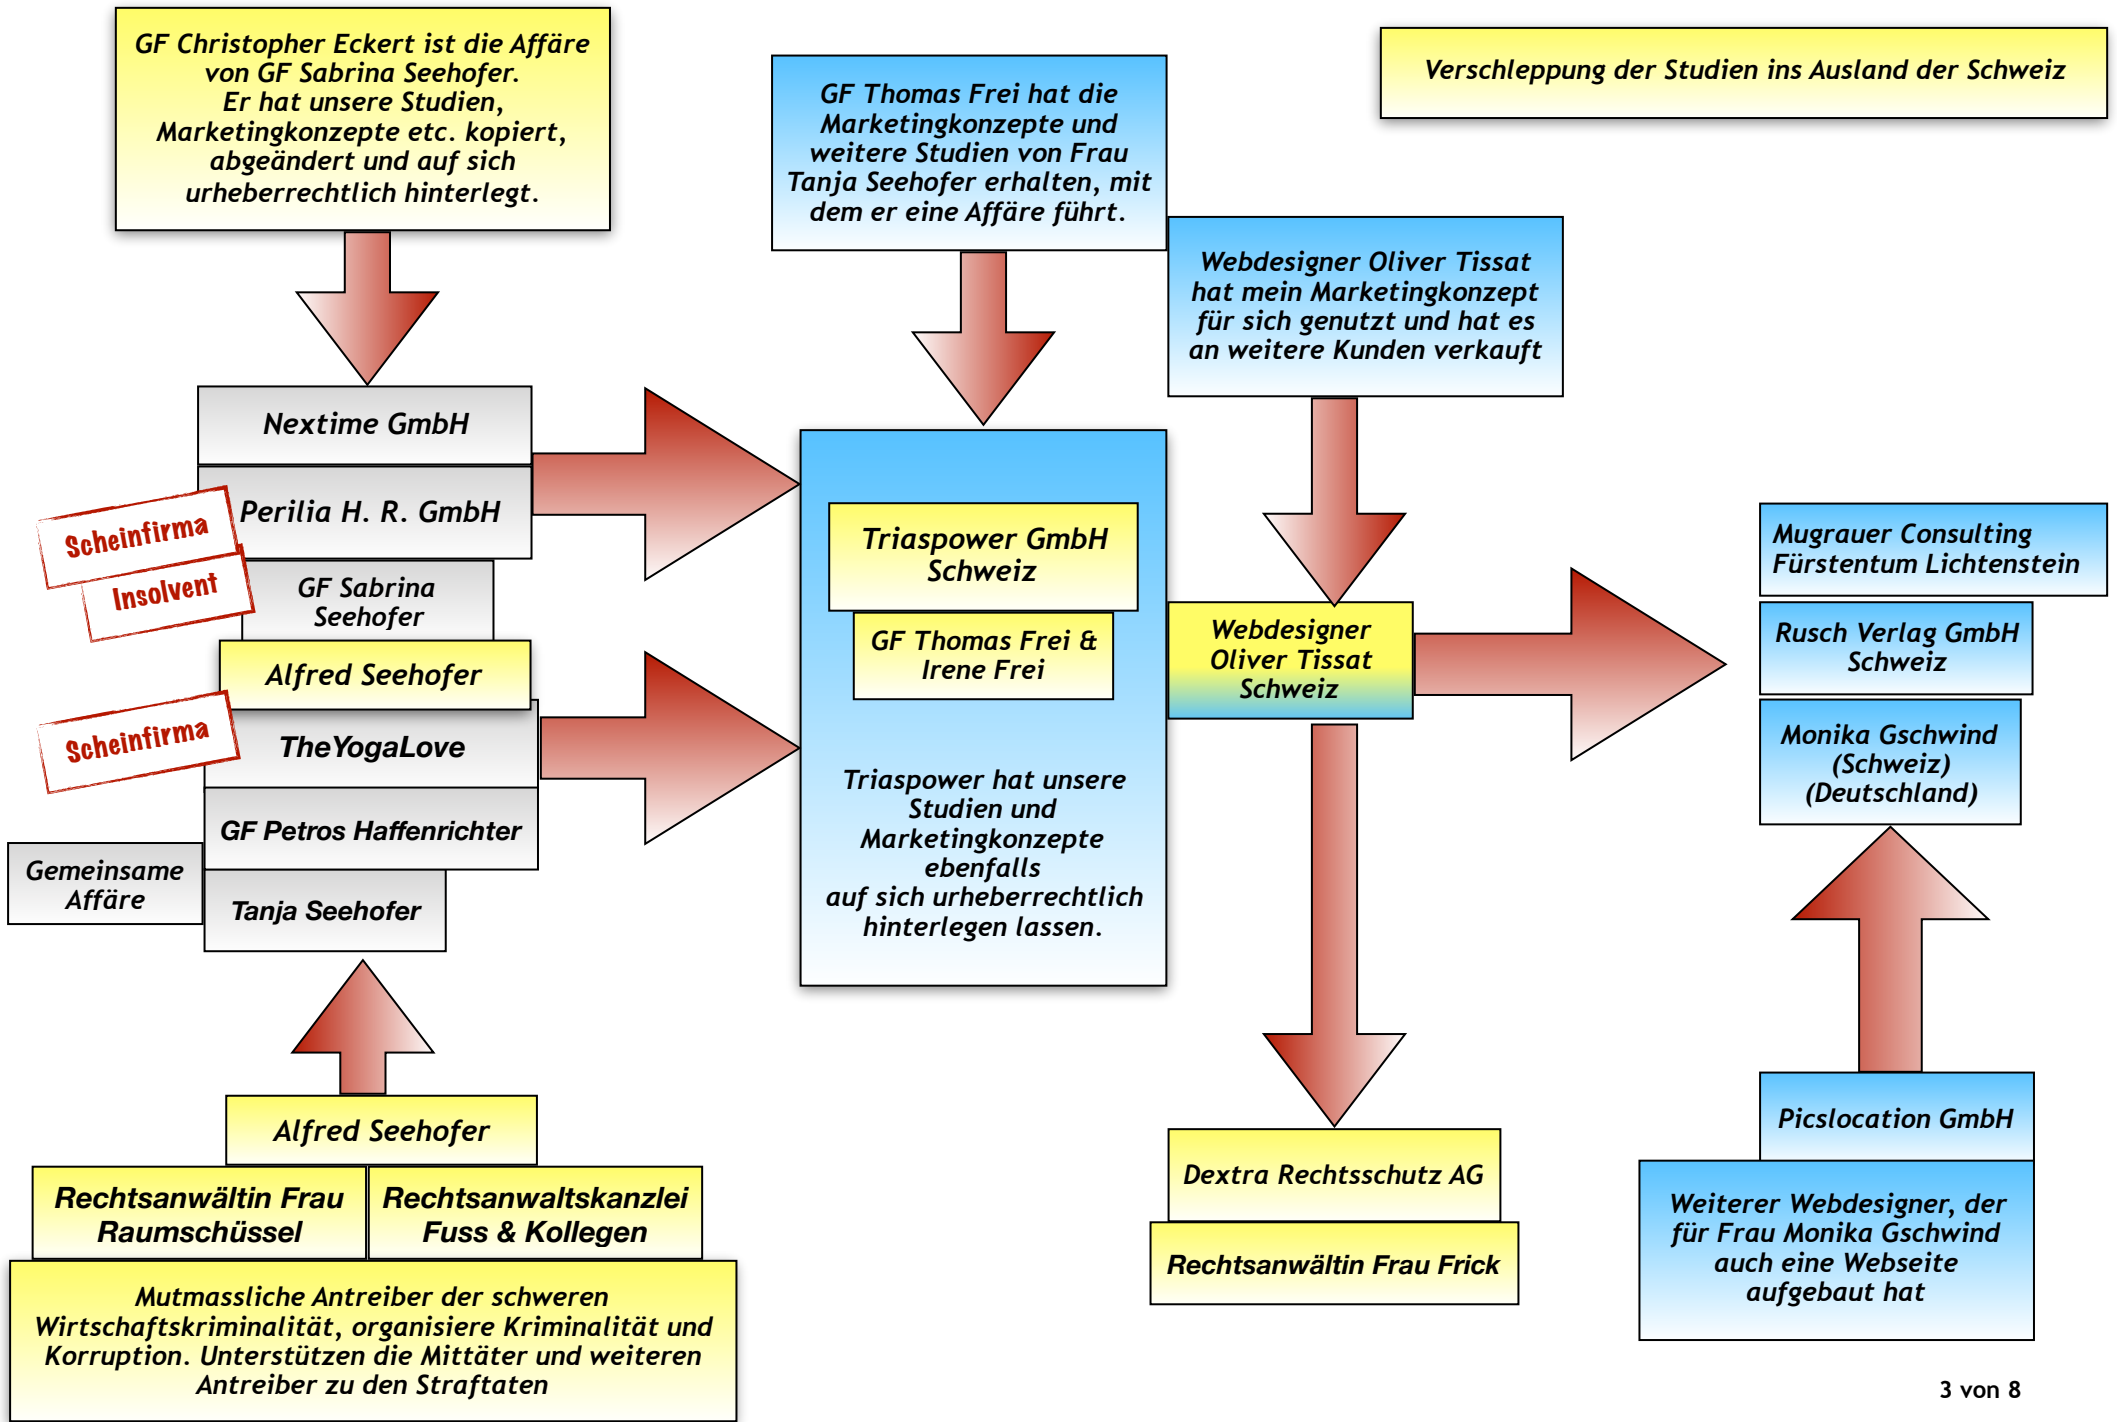 GF Christopher Eckert ist die Affäre
von GF Sabrina Seehofer.
Er hat unsere Studien,
Marketingkonzepte etc. kopiert,
abgeändert und auf sich
urheberrechtlich hinterlegt.
GF Thomas Frei hat die
Marketingkonzepte und
weitere Studien von Frau
Tanja Seehofer erhalten, mit
dem er eine Affäre führt.
Verschleppung der Studien ins Ausland der Schweiz
Webdesigner Oliver Tissat
hat mein Marketingkonzept
für sich genutzt und hat es
an weitere Kunden verkauft
Nextime GmbH
Perilia H. R. GmbH
Scheinfirma
Insolvent
GF Sabrina
Seehofer
Alfred Seehofer
Scheinfirma
TheYogaLove
GF Petros Haffenrichter
Gemeinsame
Affäre
Tanja Seehofer
Triaspower GmbH
Schweiz
GF Thomas Frei &
Irene Frei
Triaspower hat unsere
Studien und
Marketingkonzepte
ebenfalls
auf sich urheberrechtlich
hinterlegen lassen.
Webdesigner
Oliver Tissat
Schweiz
Mugrauer Consulting
Fürstentum Lichtenstein
Rusch Verlag GmbH
Schweiz
Monika Gschwind
(Schweiz)
(Deutschland)
Alfred Seehofer
Rechtsanwältin Frau
Raumschüssel
Rechtsanwaltskanzlei
Fuss & Kollegen
Mutmassliche Antreiber der schweren
Wirtschaftskriminalität, organisiere Kriminalität und
Korruption. Unterstützen die Mittäter und weiteren
Antreiber zu den Straftaten
Dextra Rechtsschutz AG
Rechtsanwältin Frau Frick
Picslocation GmbH
Weiterer Webdesigner, der
für Frau Monika Gschwind
auch eine Webseite
aufgebaut hat
3 von 8